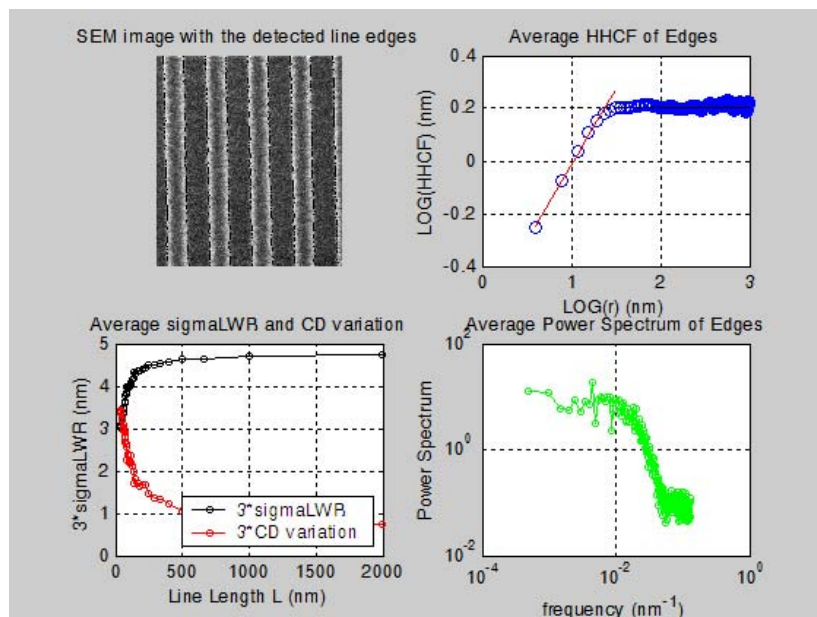 SEM image with the detected line edges
Average HHCF of Edges
LOG(HHCF) (nm)
0.4
0.2
0
-0.2
-0.4
0
1
2
3
LOG(r) (nm)
Average sigmaLWR and CD variation
3*sigmaLWR (nm)
5
4
3
2
1
0
3*sigmaLWR
3*CD variation
0
500
1000
1500
2000
Line Length L (nm)
Average Power Spectrum of Edges
Power Spectrum
10^2
10^0
10^-2
10^-4
10^-2
10^0
frequency (nm^-1)